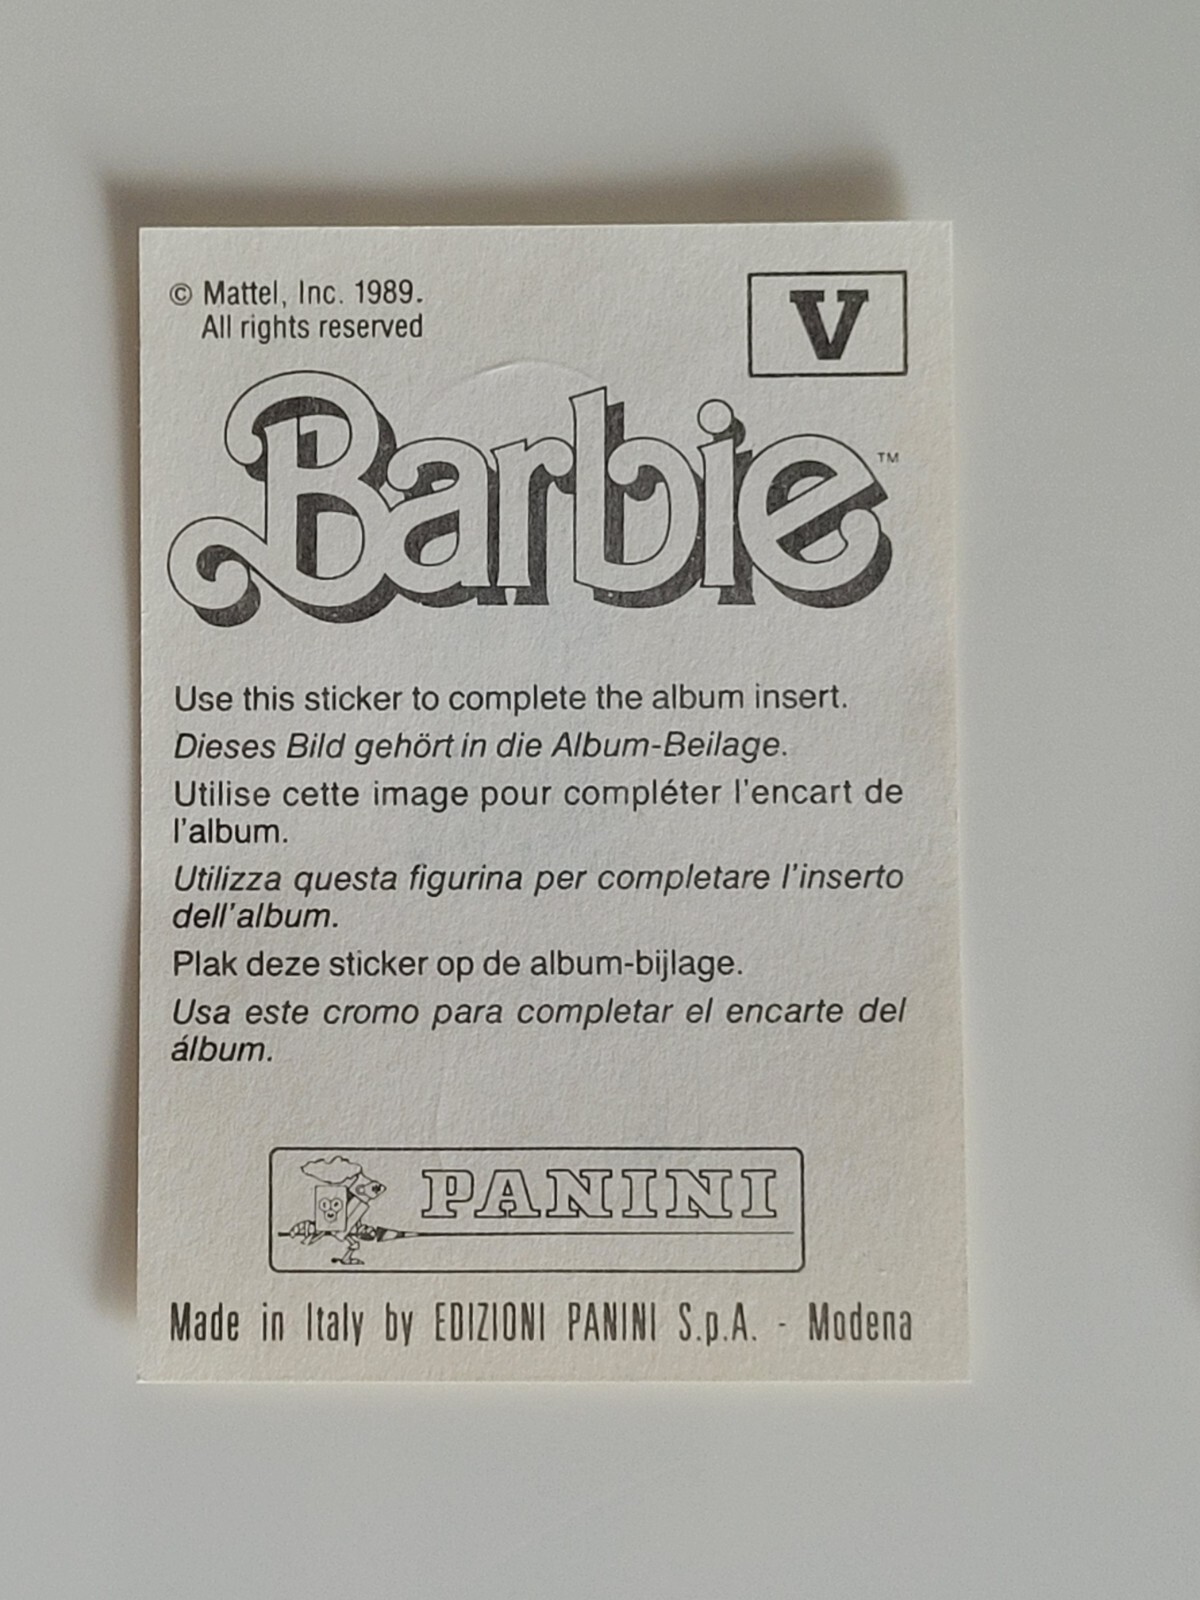 © Mattel, Inc. 1989.
All rights reserved
V
Barbie™
Use this sticker to complete the album insert.
Dieses Bild gehört in die Album-Beilage.
Utilise cette image pour compléter l'encart de
l'album.
Utilizza questa figurina per completare l'inserto
dell'album.
Plak deze sticker op de album-bijlage.
Usa este cromo para completar el encarte del
álbum.
PANINI
Made in Italy by EDIZIONI PANINI S.p.A. - Modena